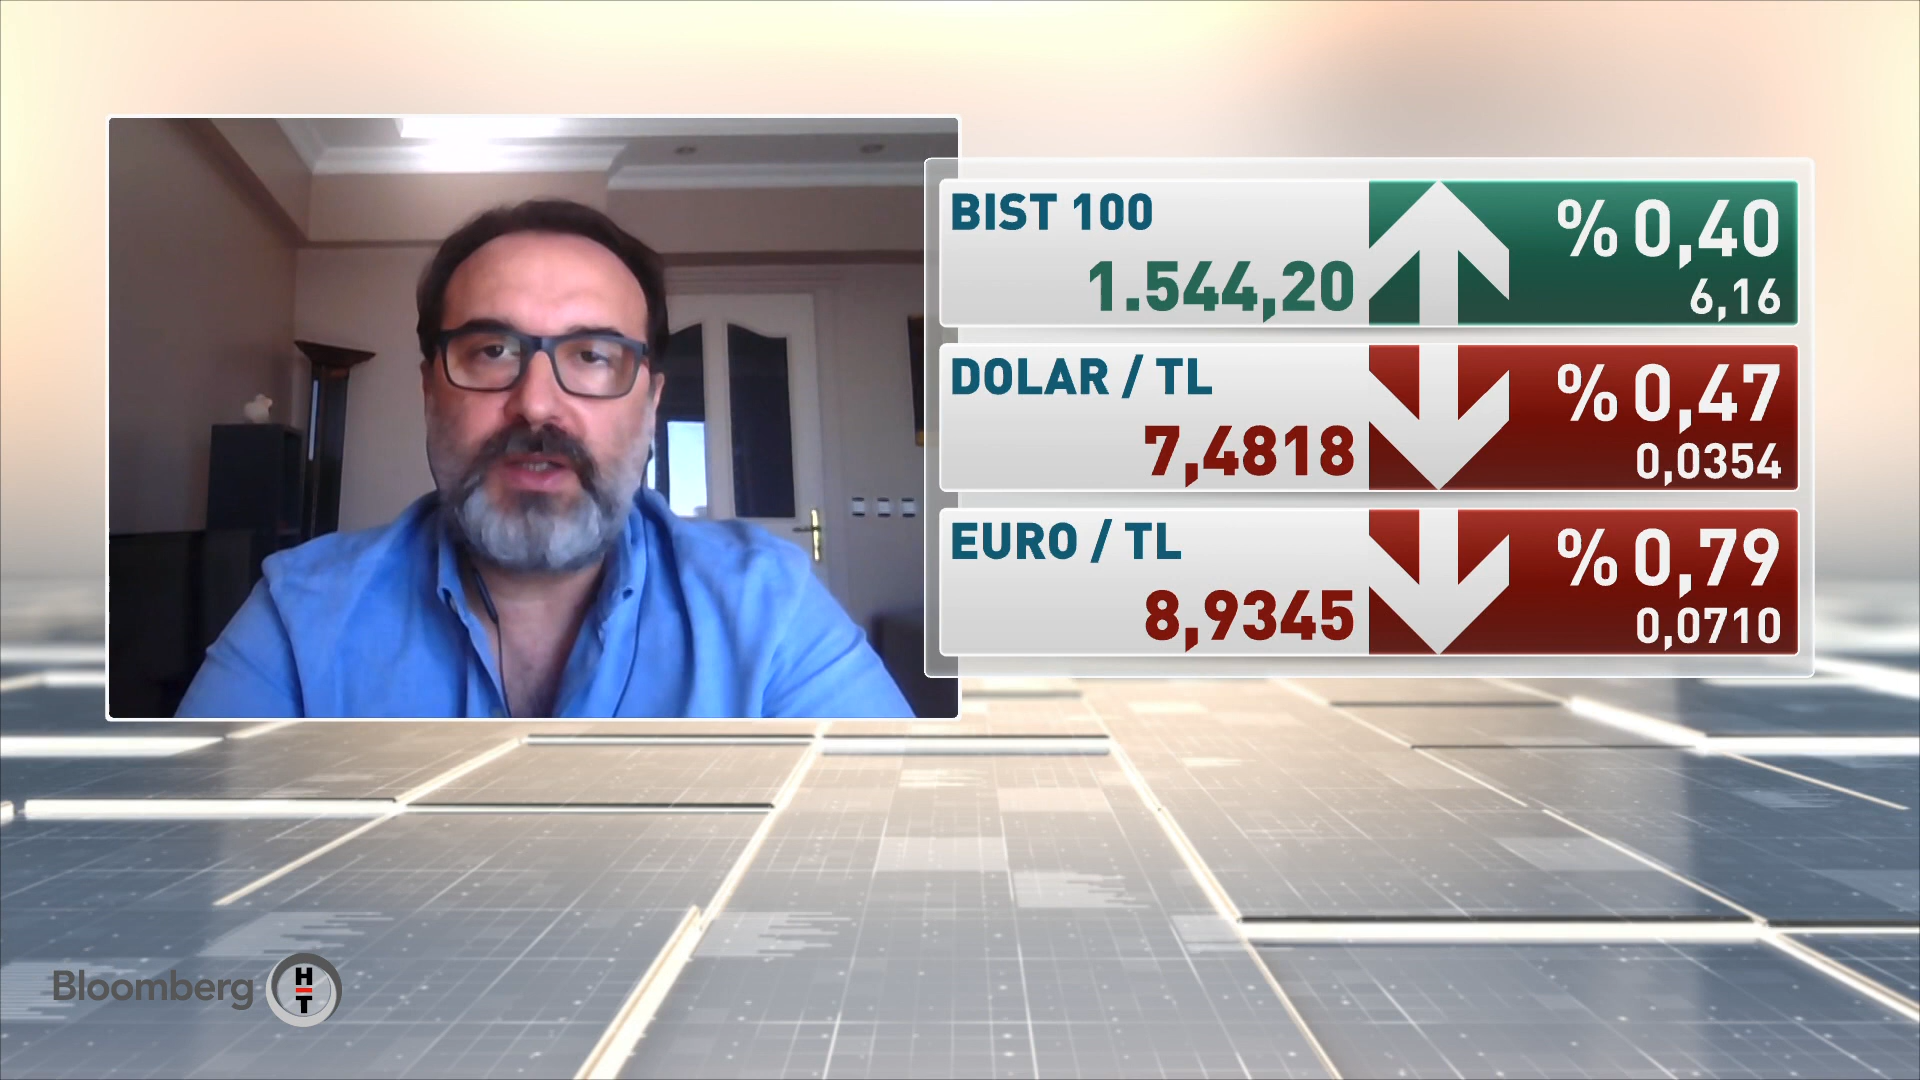 BIST 100
1.544,20
% 0,40
6,16
DOLAR / TL
7,4818
% 0,47
0,0354
EURO / TL
8,9345
% 0,79
0,0710
Bloomberg HT